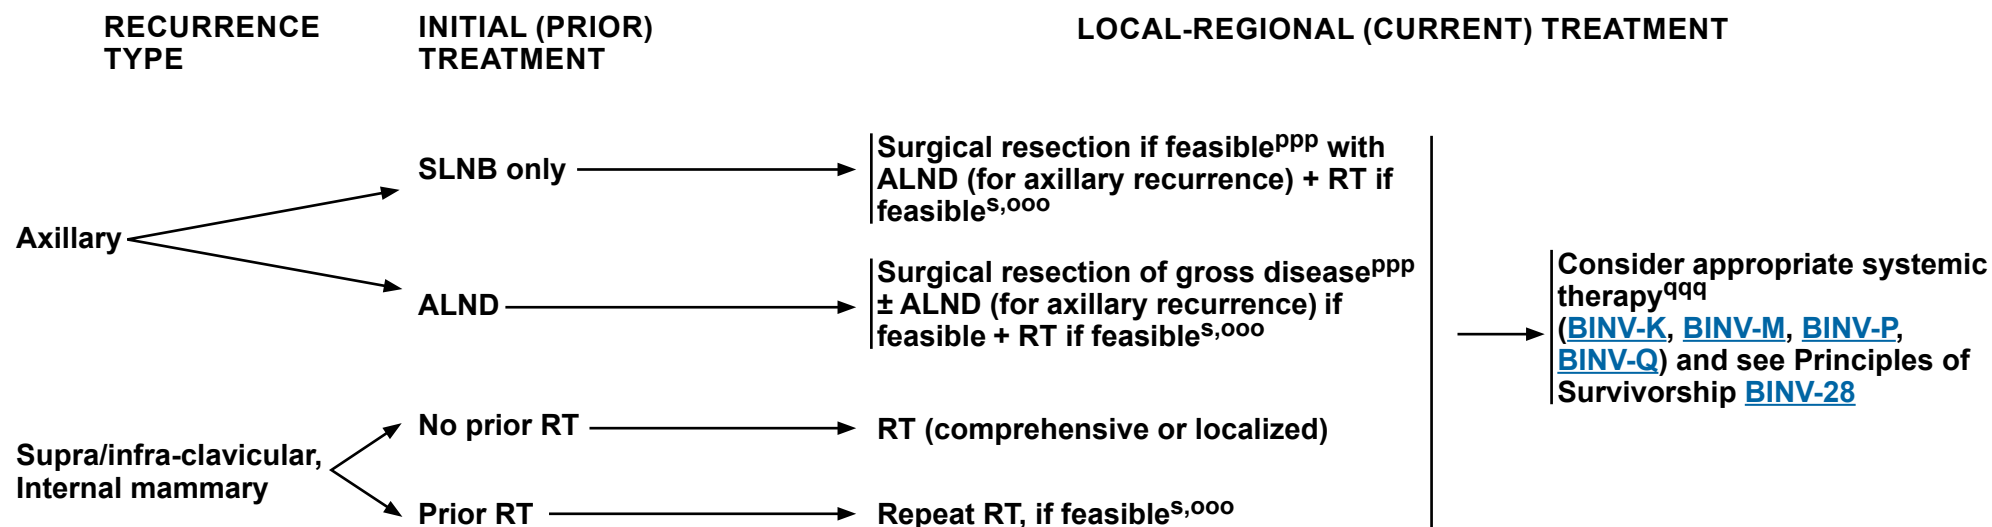 RECURRENCE
TYPE
INITIAL (PRIOR)
TREATMENT
LOCAL-REGIONAL (CURRENT) TREATMENT
Axillary
SLNB only
Surgical resection if feasibleppp with
ALND (for axillary recurrence) + RT if
feasibles,ooo
ALND
Surgical resection of gross diseaseppp
± ALND (for axillary recurrence) if
feasible + RT if feasibles,ooo
Supra/infra-clavicular,
Internal mammary
No prior RT
RT (comprehensive or localized)
Prior RT
Repeat RT, if feasibles,ooo
Consider appropriate systemic
therapyqqq
(BINV-K, BINV-M, BINV-P,
BINV-Q) and see Principles of
Survivorship BINV-28